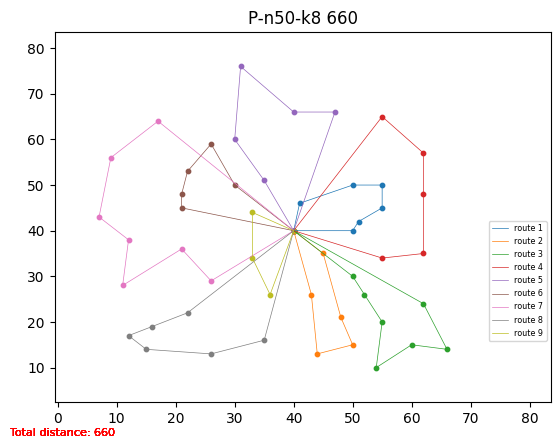 P-n50-k8 660
80
70
60
50
40
30
20
10
0 10 20 30 40 50 60 70 80
route 1
route 2
route 3
route 4
route 5
route 6
route 7
route 8
route 9
Total distance: 660